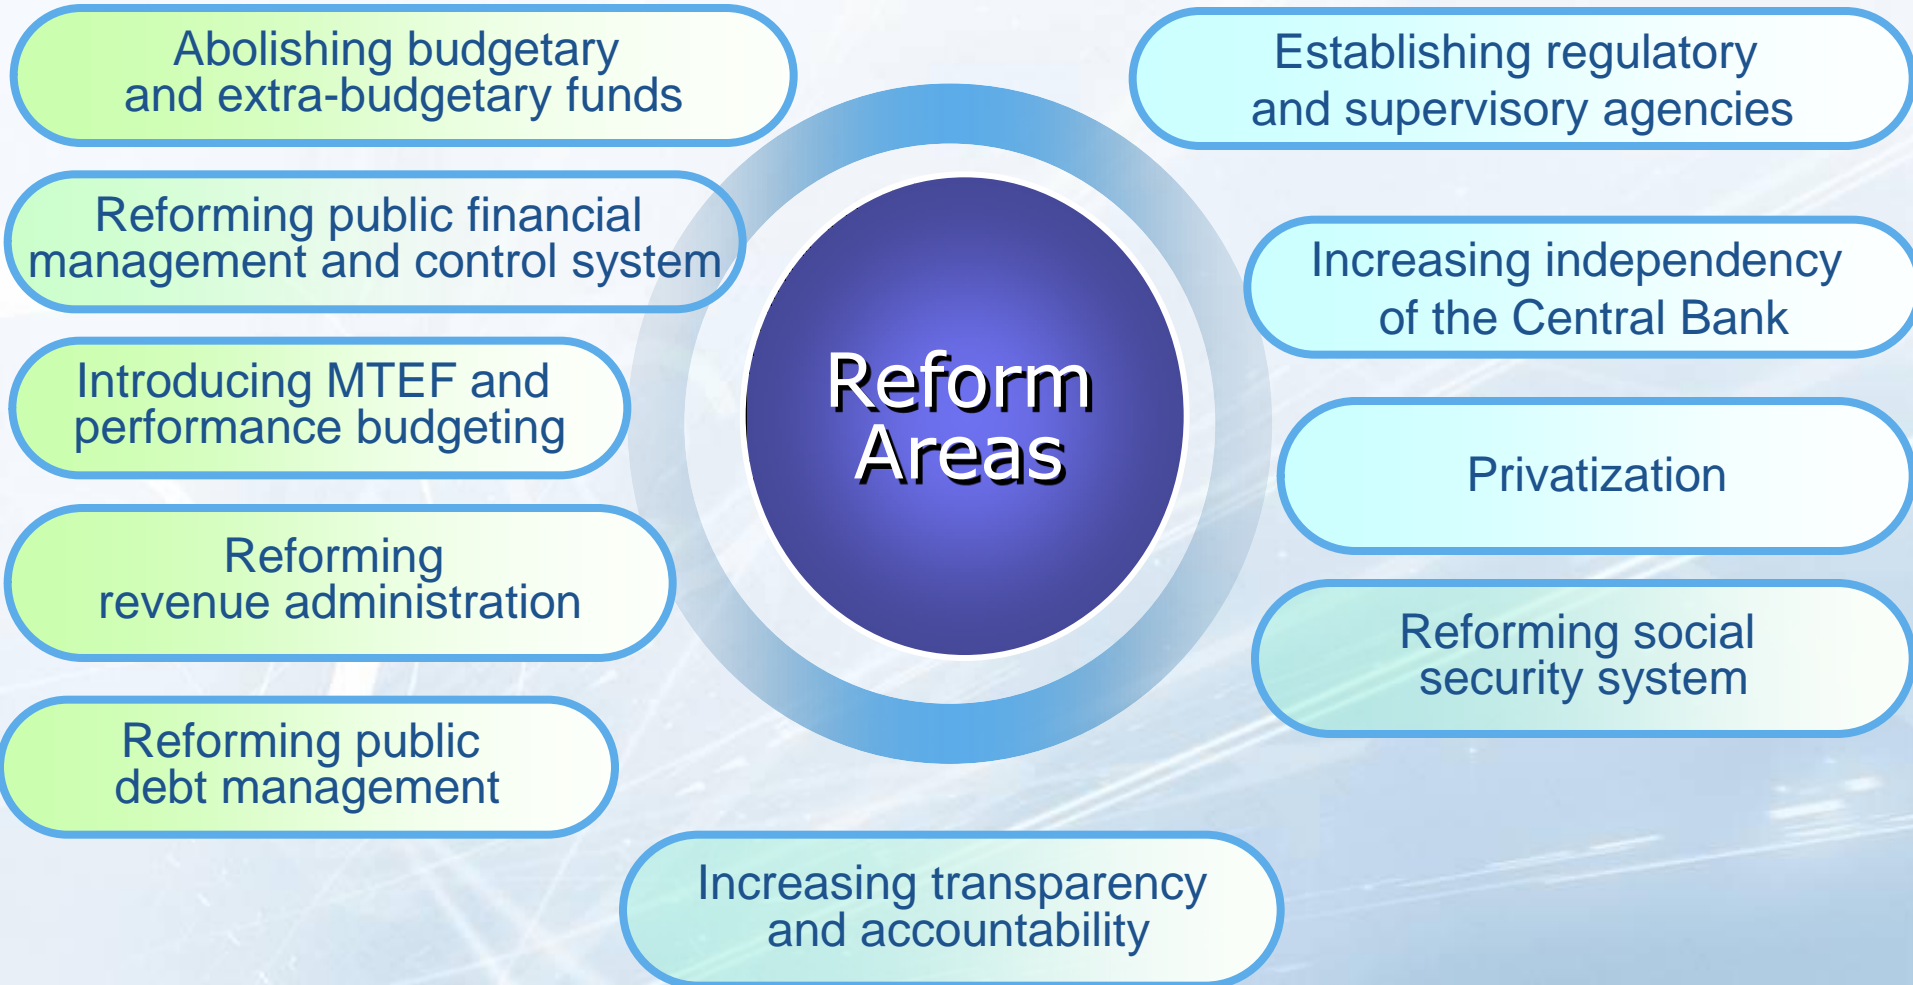 Abolishing budgetary
and extra-budgetary funds
Reforming public financial
management and control system
Introducing MTEF and
performance budgeting
Reforming
revenue administration
Reforming public
debt management
Reform
Areas
Establishing regulatory
and supervisory agencies
Increasing independency
of the Central Bank
Privatization
Reforming social
security system
Increasing transparency
and accountability